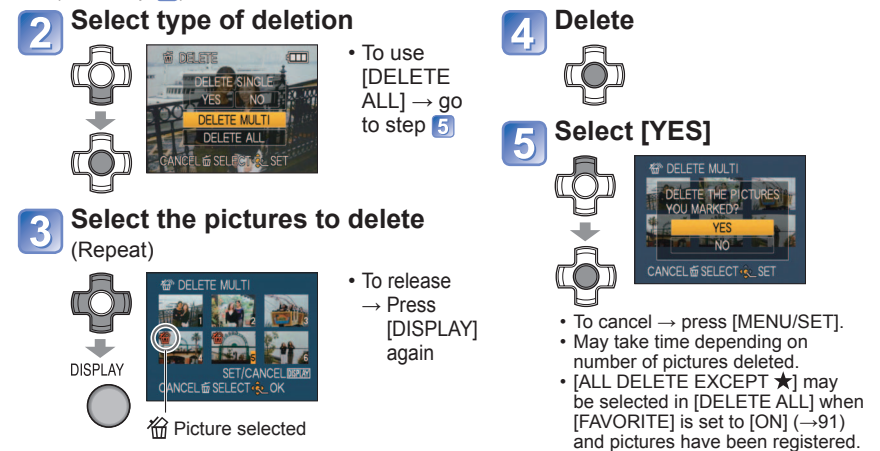 2 Select type of deletion
DELETE
DELETE SINGLE
YES NO
DELETE MULTI
DELETE ALL
CANCEL SELECT SET
• To use
[DELETE
ALL] → go
to step 5
3 Select the pictures to delete
(Repeat)
DISPLAY
DELETE MULTI
1 2 3
4 5 6
SET/CANCEL DISPLAY
CANCEL SELECT OK
• To release
→ Press
[DISPLAY]
again
Picture selected
4 Delete
5 Select [YES]
DELETE MULTI
DELETE THE PICTURES
YOU MARKED?
YES
NO
CANCEL SELECT SET
• To cancel → press [MENU/SET].
• May take time depending on
number of pictures deleted.
• [ALL DELETE EXCEPT ★] may
be selected in [DELETE ALL] when
[FAVORITE] is set to [ON] (→91)
and pictures have been registered.